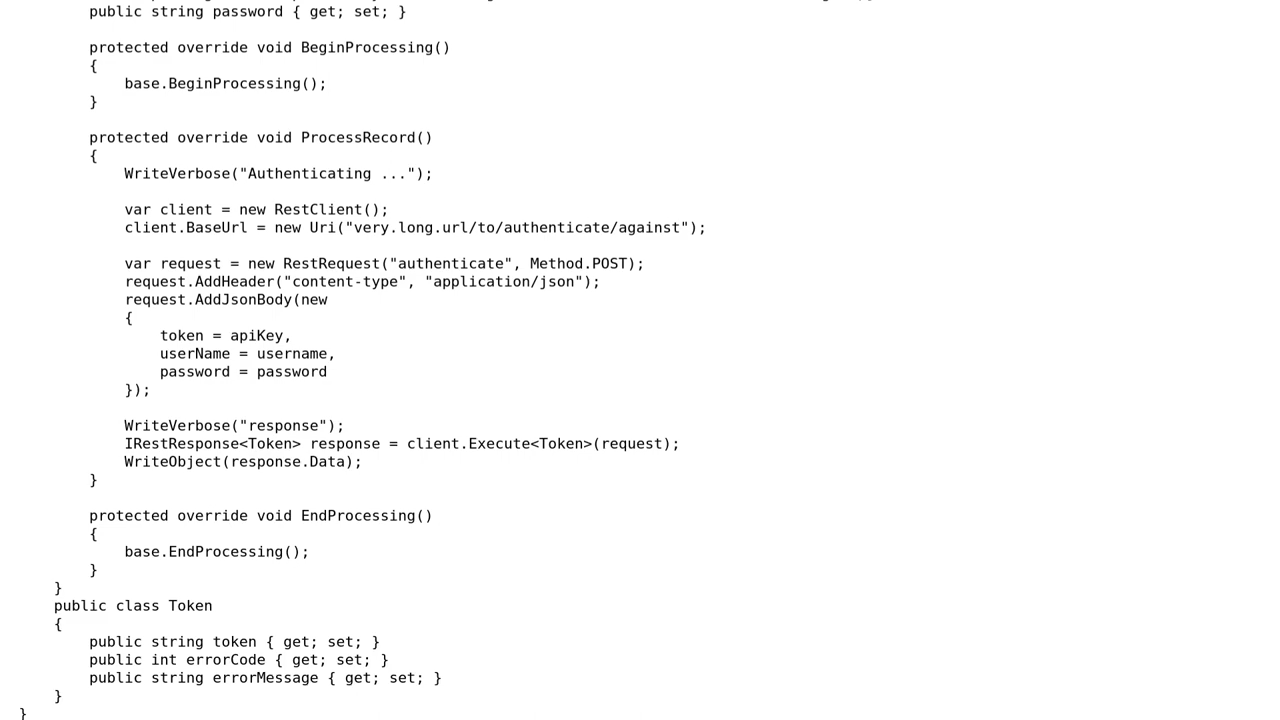 public string password { get; set; }

        protected override void BeginProcessing()
        {
            base.BeginProcessing();
        }

        protected override void ProcessRecord()
        {
            WriteVerbose("Authenticating ...");

            var client = new RestClient();
            client.BaseUrl = new Uri("very.long.url/to/authenticate/against");

            var request = new RestRequest("authenticate", Method.POST);
            request.AddHeader("content-type", "application/json");
            request.AddJsonBody(new
            {
                token = apiKey,
                userName = username,
                password = password
            });

            WriteVerbose("response");
            IRestResponse<Token> response = client.Execute<Token>(request);
            WriteObject(response.Data);
        }

        protected override void EndProcessing()
        {
            base.EndProcessing();
        }
    }
    public class Token
    {
        public string token { get; set; }
        public int errorCode { get; set; }
        public string errorMessage { get; set; }
    }
}